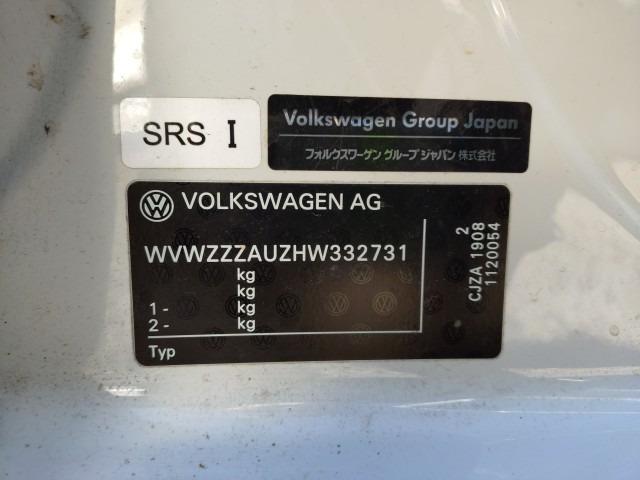 SRS I
Volkswagen Group Japan
フォルクスワーゲン グループ ジャパン 株式会社
VOLKSWAGEN AG
WVWZZZAUZHW332731
kg
kg
1 - kg
2 - kg
Typ
2
CJZA 1908
1120054